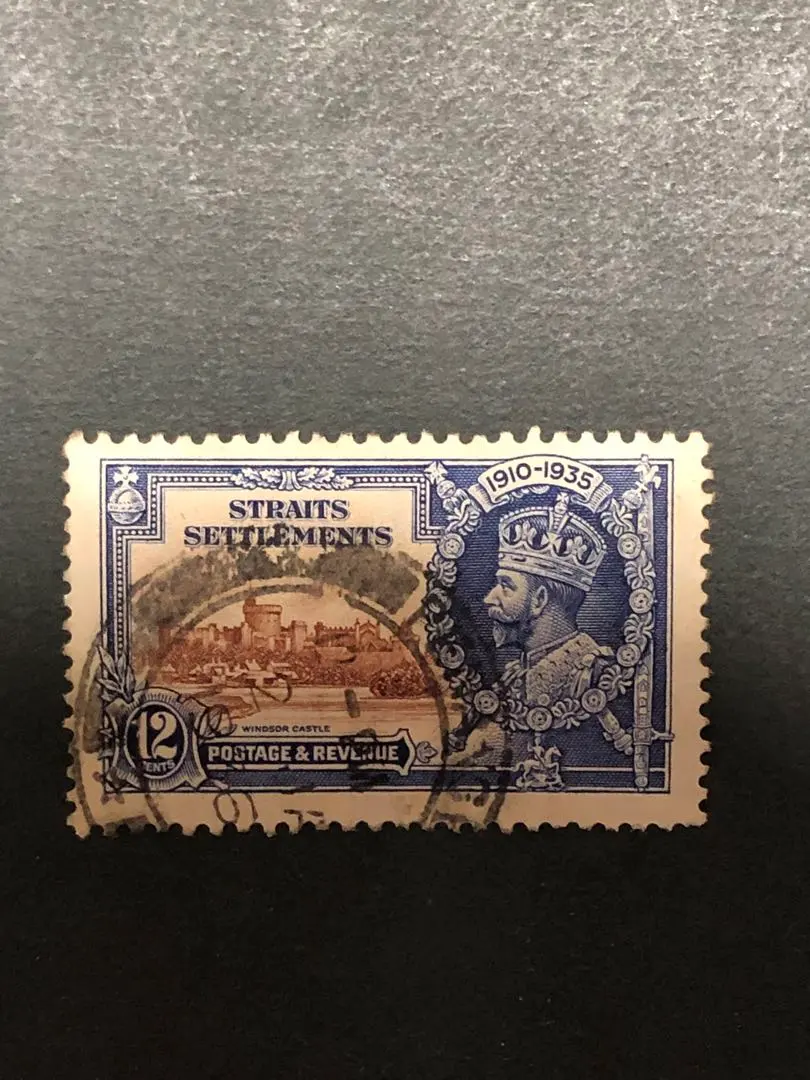 1910-1935
STRAITS
SETTLEMENTS
WINDSOR CASTLE
12
CENTS
POSTAGE & REVENUE